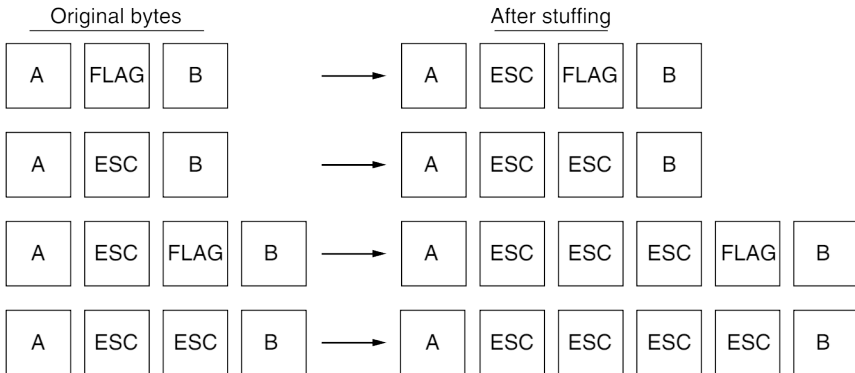 Original bytes After stuffing
A FLAG B A ESC FLAG B
A ESC B A ESC ESC B
A ESC FLAG B A ESC ESC ESC FLAG B
A ESC ESC B A ESC ESC ESC ESC B